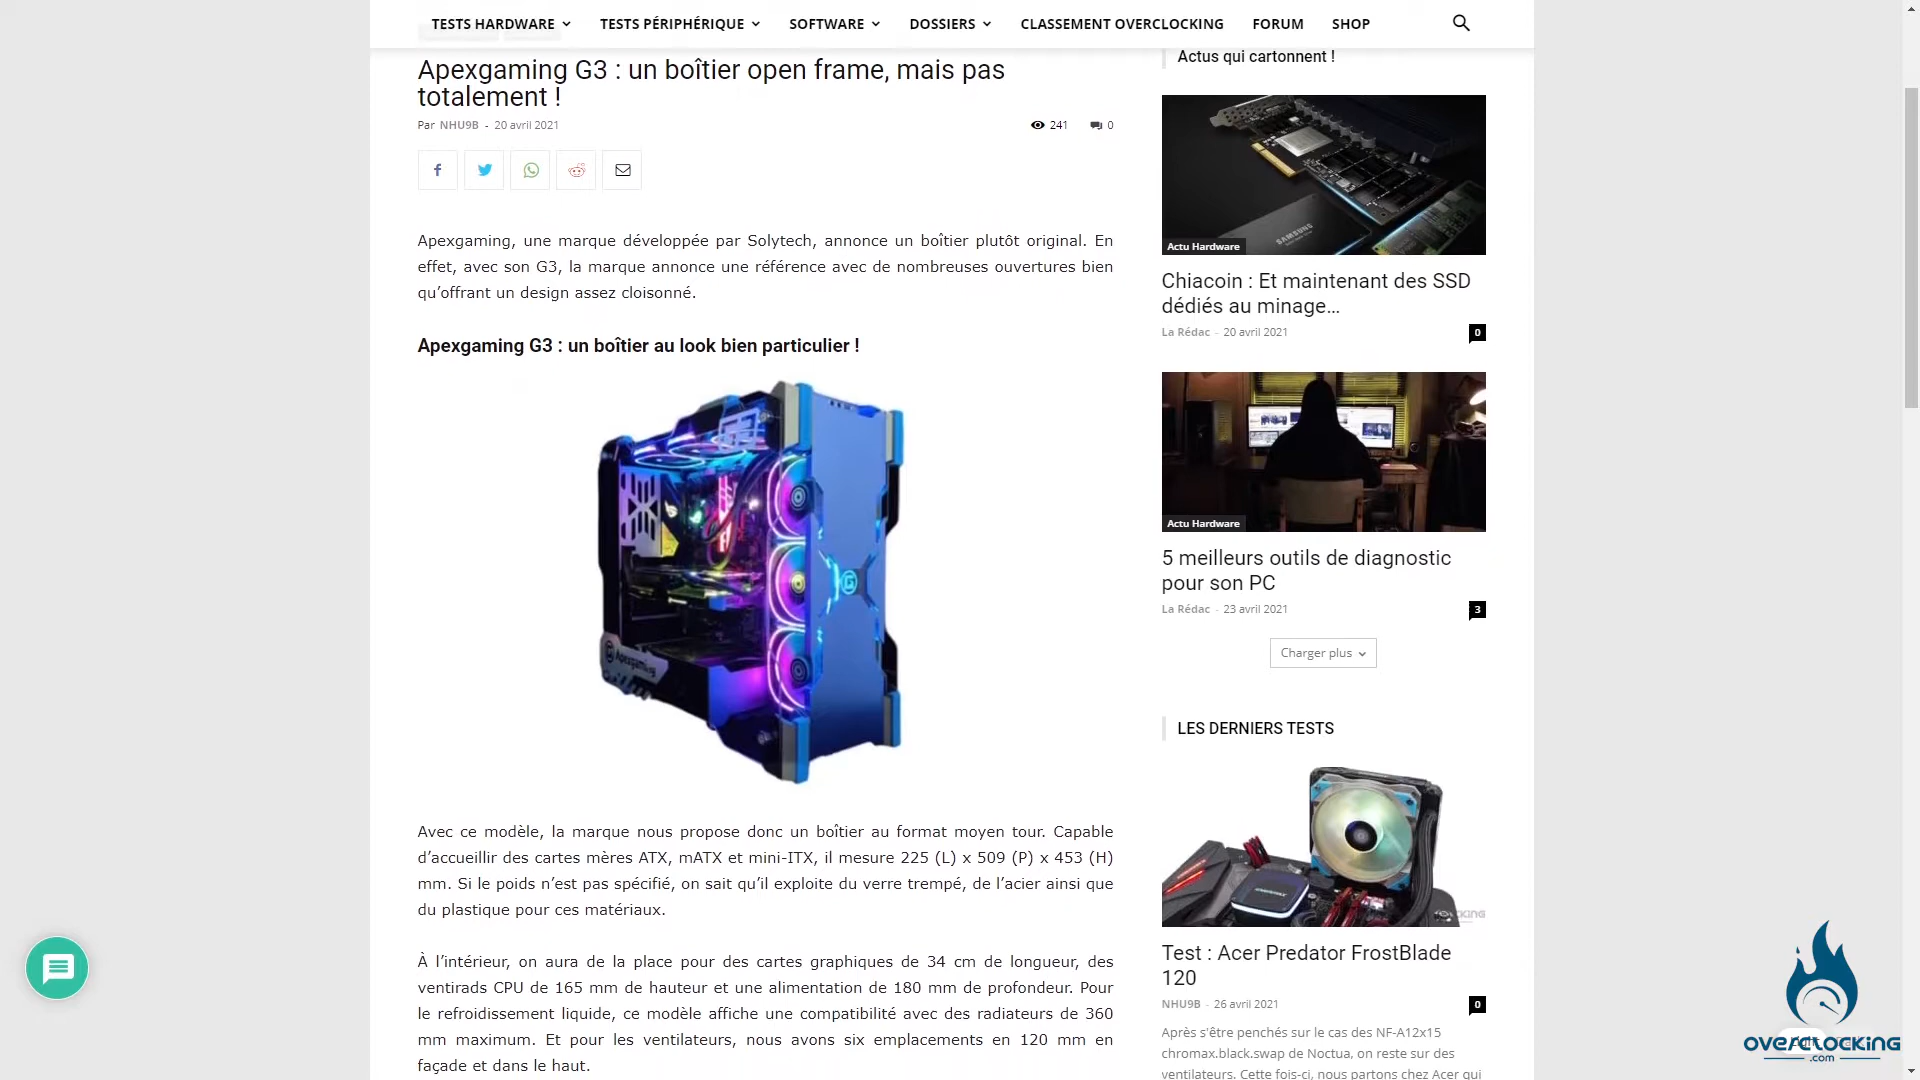 TESTS HARDWARE
TESTS PÉRIPHÉRIQUE
SOFTWARE
DOSSIERS
CLASSEMENT OVERCLOCKING
FORUM
SHOP
Apexgaming G3 : un boîtier open frame, mais pas
totalement !
Par NHU9B - 20 avril 2021
241
0
Apexgaming, une marque développée par Solytech, annonce un boîtier plutôt original. En
effet, avec son G3, la marque annonce une référence avec de nombreuses ouvertures bien
qu’offrant un design assez cloisonné.
Apexgaming G3 : un boîtier au look bien particulier !
Apexgaming
Avec ce modèle, la marque nous propose donc un boîtier au format moyen tour. Capable
d’accueillir des cartes mères ATX, mATX et mini-ITX, il mesure 225 (L) x 509 (P) x 453 (H)
mm. Si le poids n’est pas spécifié, on sait qu’il exploite du verre trempé, de l’acier ainsi que
du plastique pour ces matériaux.
À l’intérieur, on aura de la place pour des cartes graphiques de 34 cm de longueur, des
ventirads CPU de 165 mm de hauteur et une alimentation de 180 mm de profondeur. Pour
le refroidissement liquide, ce modèle affiche une compatibilité avec des radiateurs de 360
mm maximum. Et pour les ventilateurs, nous avons six emplacements en 120 mm en
façade et dans le haut.
Actus qui cartonnent !
SAMSUNG
Actu Hardware
Chiacoin : Et maintenant des SSD
dédiés au minage…
La Rédac - 20 avril 2021
0
Actu Hardware
5 meilleurs outils de diagnostic
pour son PC
La Rédac - 23 avril 2021
3
Charger plus
LES DERNIERS TESTS
Test : Acer Predator FrostBlade
120
NHU9B - 26 avril 2021
0
Après s'être penchés sur le cas des NF-A12x15
chromax.black.swap de Noctua, on reste sur des
ventilateurs. Cette fois-ci, nous partons chez Acer qui
OVERCLOCKING
.com